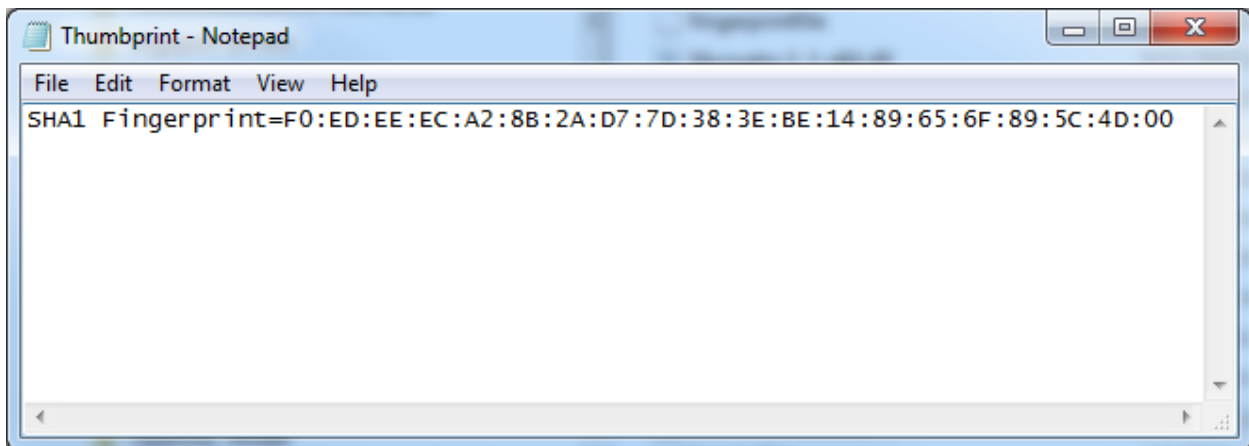 Thumbprint - Notepad
File Edit Format View Help
SHA1 Fingerprint=F0:ED:EE:EC:A2:8B:2A:D7:7D:38:3E:BE:14:89:65:6F:89:5C:4D:00